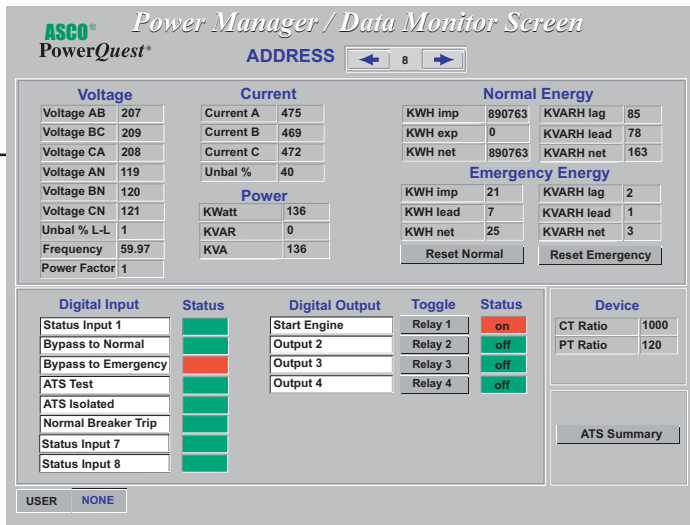 ASCO®
PowerQuest®
Power Manager / Data Monitor Screen
ADDRESS 8
Voltage
Voltage AB 207
Voltage BC 209
Voltage CA 208
Voltage AN 119
Voltage BN 120
Voltage CN 121
Unbal % L-L 1
Frequency 59.97
Power Factor 1
Current
Current A 475
Current B 469
Current C 472
Unbal % 40
Power
KWatt 136
KVAR 0
KVA 136
Normal Energy
KWH imp 890763 KVARH lag 85
KWH exp 0 KVARH lead 78
KWH net 890763 KVARH net 163
Emergency Energy
KWH imp 21 KVARH lag 2
KWH lead 7 KVARH lead 1
KWH net 25 KVARH net 3
Reset Normal Reset Emergency
Digital Input Status
Status Input 1
Bypass to Normal
Bypass to Emergency
ATS Test
ATS Isolated
Normal Breaker Trip
Status Input 7
Status Input 8
Digital Output Toggle Status
Start Engine Relay 1 on
Output 2 Relay 2 off
Output 3 Relay 3 off
Output 4 Relay 4 off
Device
CT Ratio 1000
PT Ratio 120
ATS Summary
USER NONE